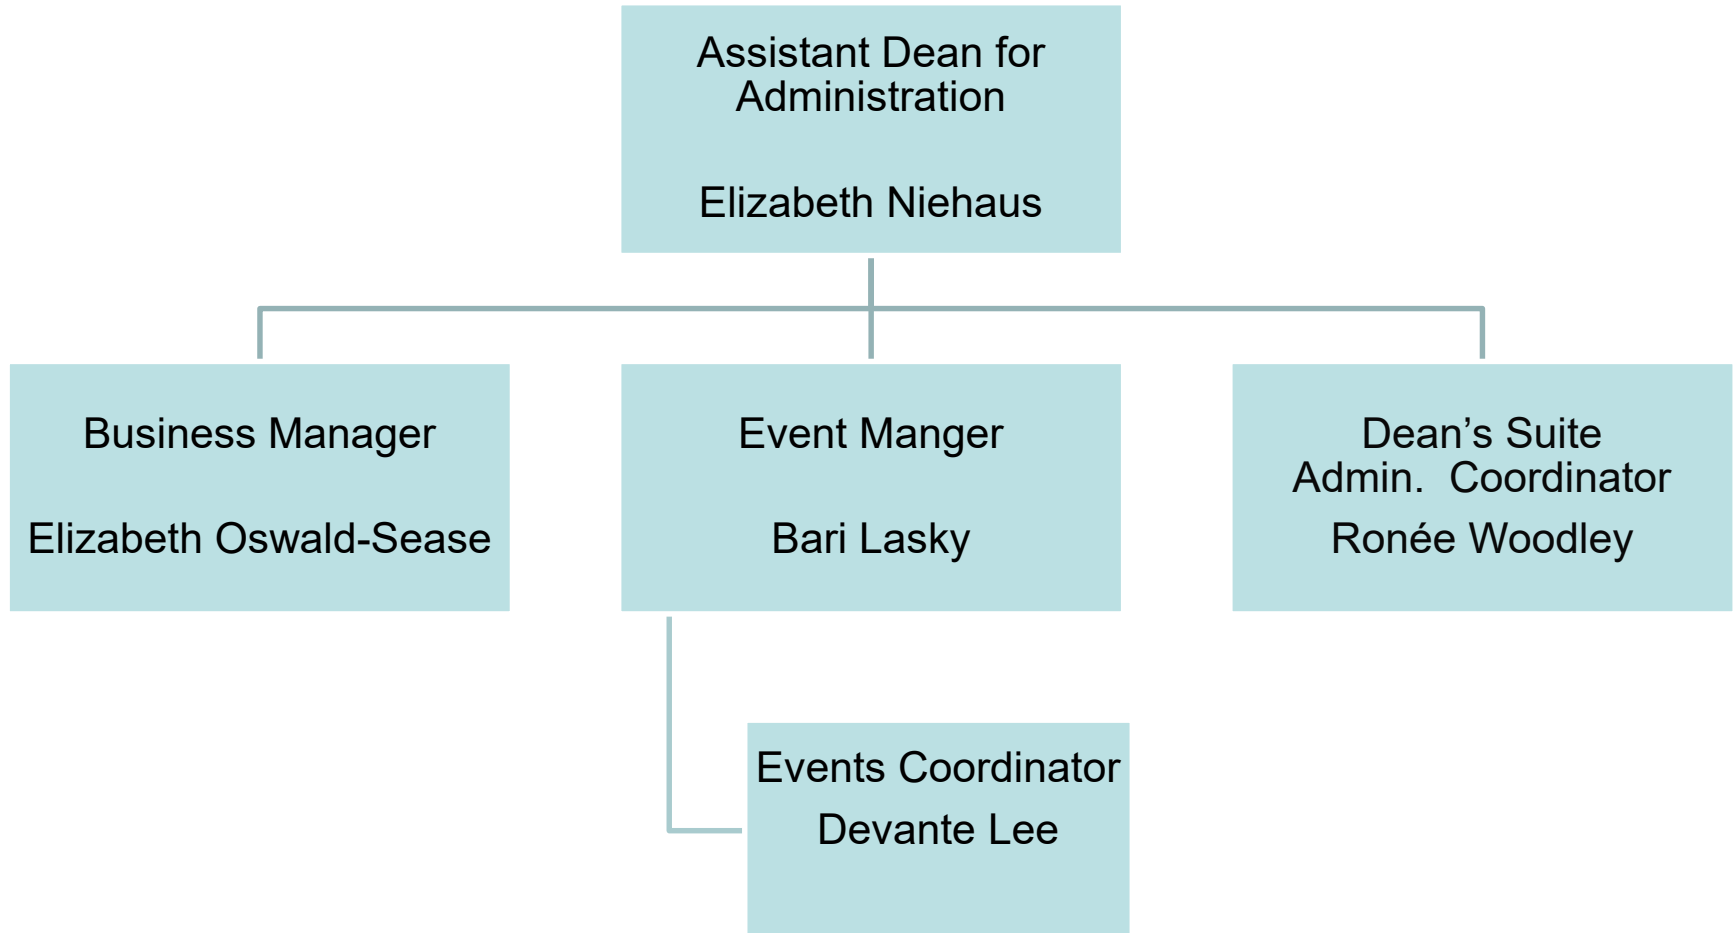 Assistant Dean for
Administration
Elizabeth Niehaus
Business Manager
Elizabeth Oswald-Sease
Event Manger
Bari Lasky
Dean’s Suite
Admin.  Coordinator
Ronée Woodley
Events Coordinator
Devante Lee